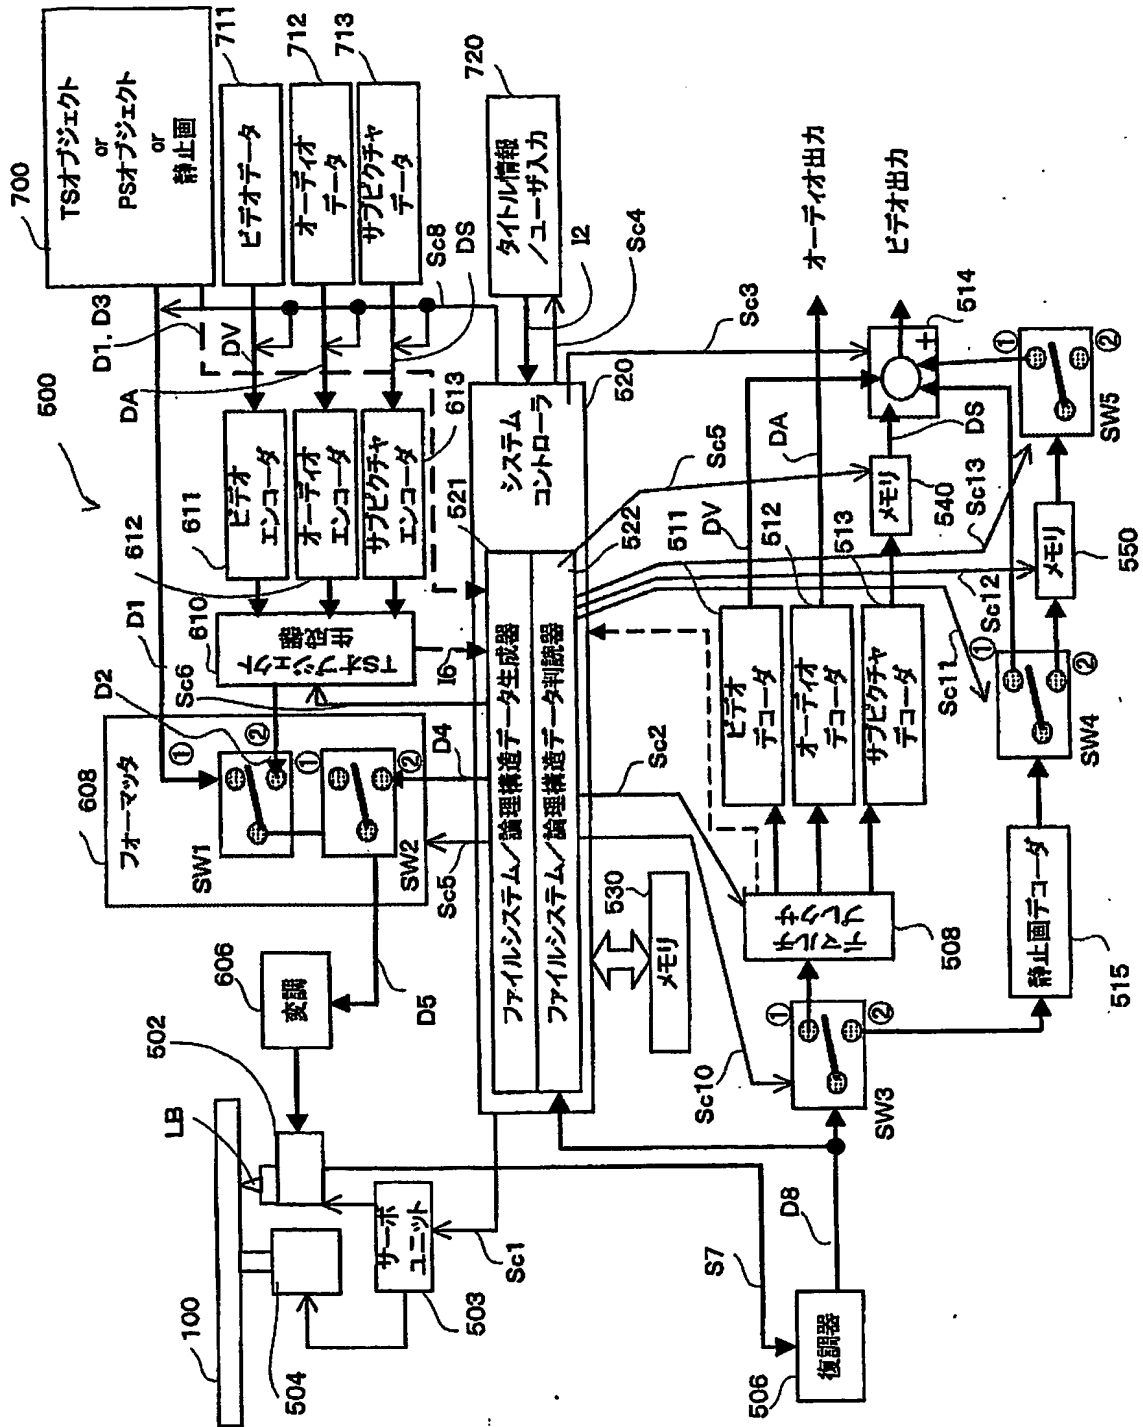 100
LB
502
606
変調
504
サーボ
ユニット
503
Sc1
S7
D8
復調器
506
D5
500
608
フォーマッタ
SW1
SW2
①
②
①
②
D1
D2
D4
Sc5
Sc6
612
610
TSオブジェクト
生成器
I6
611
ビデオ
エンコーダ
オーディオ
エンコーダ
サブピクチャ
エンコーダ
613
DA
DV
D1, D3
Sc8
DS
700
TSオブジェクト
or
PSオブジェクト
or
静止画
711
ビデオデータ
712
オーディオ
データ
713
サブピクチャ
データ
720
タイトル情報
/ユーザ入力
I2
Sc4
システム
コントローラ
520
521
ファイルシステム/論理構造データ生成器
ファイルシステム/論理構造データ判読器
522
530
メモリ
Sc10
Sc2
SW3
①
②
デマルチ
プレクサ
508
ビデオ
デコーダ
オーディオ
デコーダ
サブピクチャ
デコーダ
511
DV
512
513
DA
Sc5
Sc3
メモリ
540
DS
514
+
オーディオ出力
ビデオ出力
静止画デコーダ
515
SW4
①
②
Sc11
Sc12
Sc13
メモリ
550
SW5
①
②